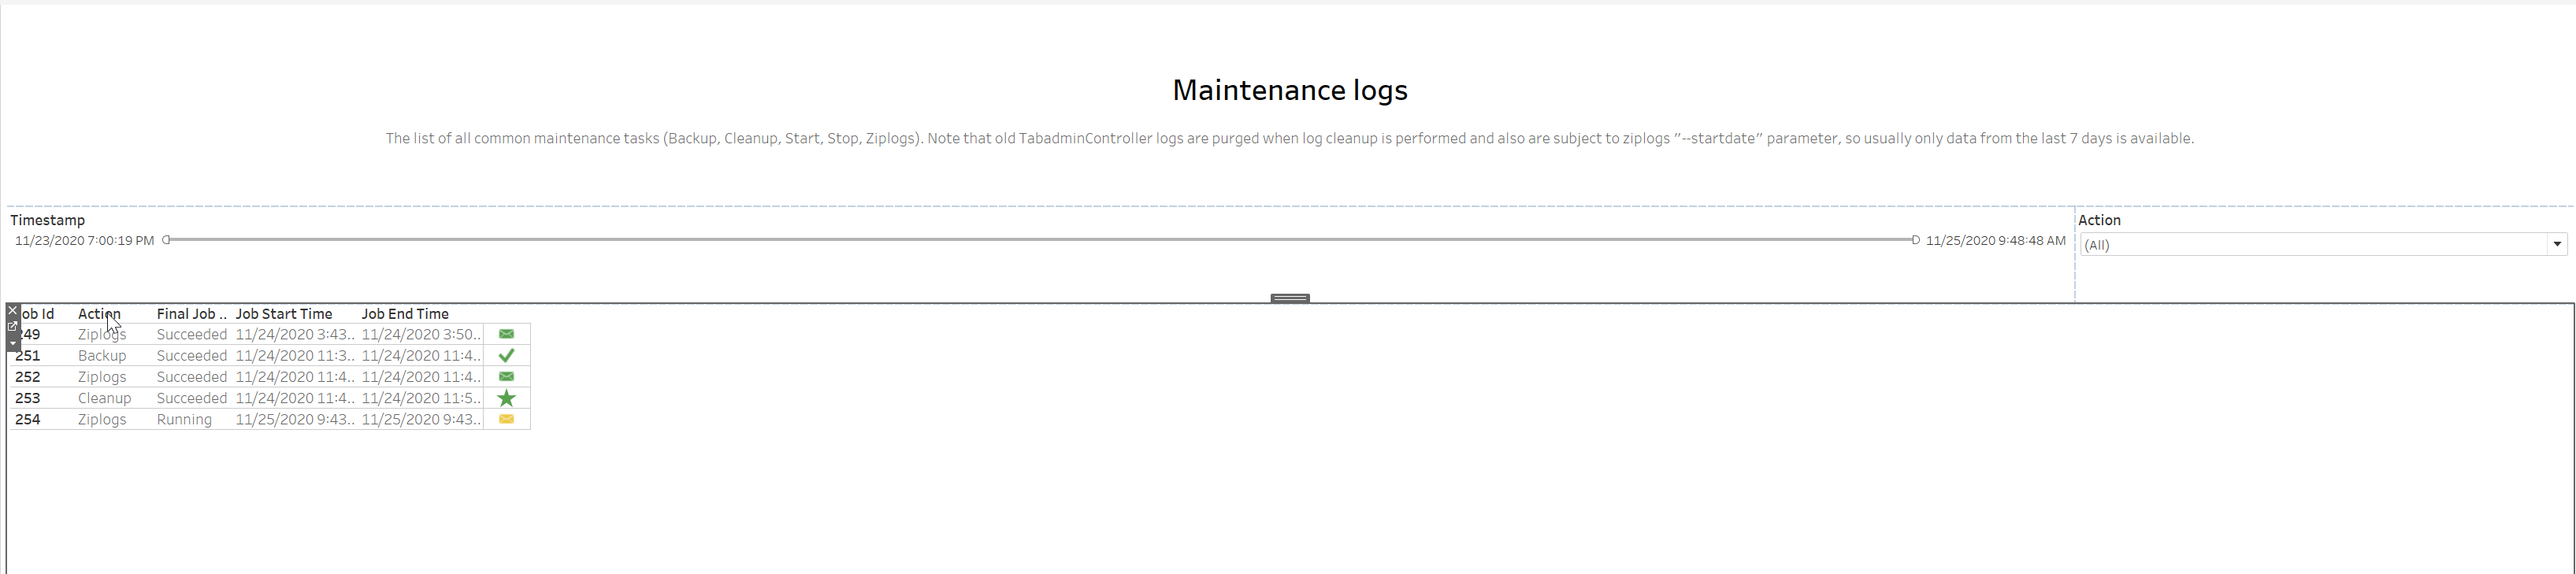 Maintenance logs
The list of all common maintenance tasks (Backup, Cleanup, Start, Stop, Ziplogs). Note that old TabadminController logs are purged when log cleanup is performed and also are subject to ziplogs "--startdate" parameter, so usually only data from the last 7 days is available.
Timestamp Action
11/23/2020 7:00:19 PM 11/25/2020 9:48:48 AM (All)
ob Id Action Final Job .. Job Start Time Job End Time
49 Ziplogs Succeeded 11/24/2020 3:43.. 11/24/2020 3:50..
251 Backup Succeeded 11/24/2020 11:3.. 11/24/2020 11:4..
252 Ziplogs Succeeded 11/24/2020 11:4.. 11/24/2020 11:4..
253 Cleanup Succeeded 11/24/2020 11:4.. 11/24/2020 11:5..
254 Ziplogs Running 11/25/2020 9:43.. 11/25/2020 9:43..